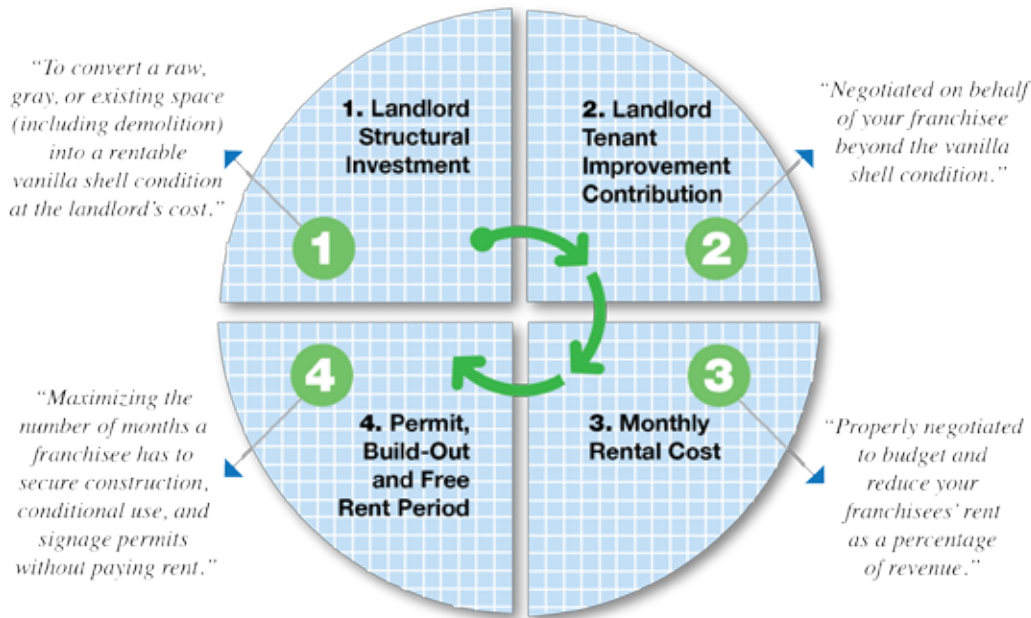 “To convert a raw,
gray, or existing space
(including demolition)
into a rentable
vanilla shell condition
at the landlord’s cost.”
1. Landlord
Structural
Investment
1
2. Landlord
Tenant
Improvement
Contribution
2
“Negotiated on behalf
of your franchisee
beyond the vanilla
shell condition.”
3
3. Monthly
Rental Cost
“Properly negotiated
to budget and
reduce your
franchisees’ rent
as a percentage
of revenue.”
4
4. Permit,
Build-Out
and Free
Rent Period
“Maximizing the
number of months a
franchisee has to
secure construction,
conditional use, and
signage permits
without paying rent.”